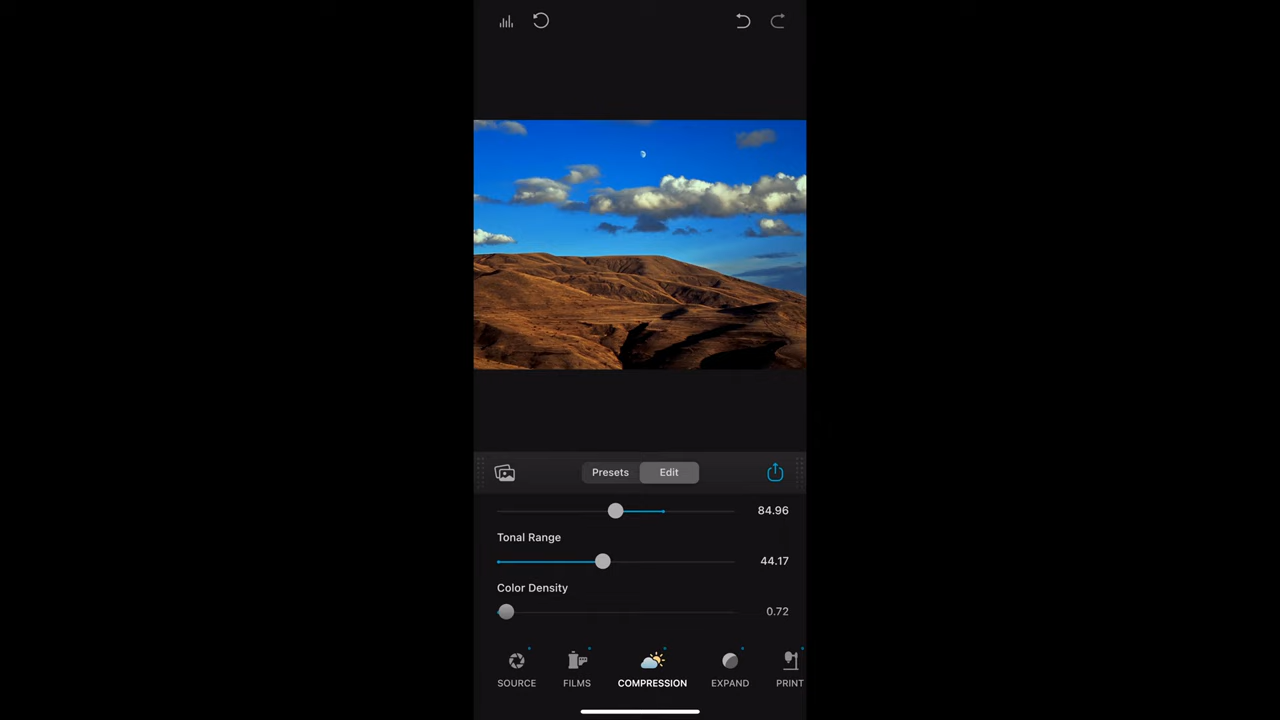 Presets Edit
84.96
Tonal Range
44.17
Color Density
0.72
SOURCE FILMS COMPRESSION EXPAND PRINT